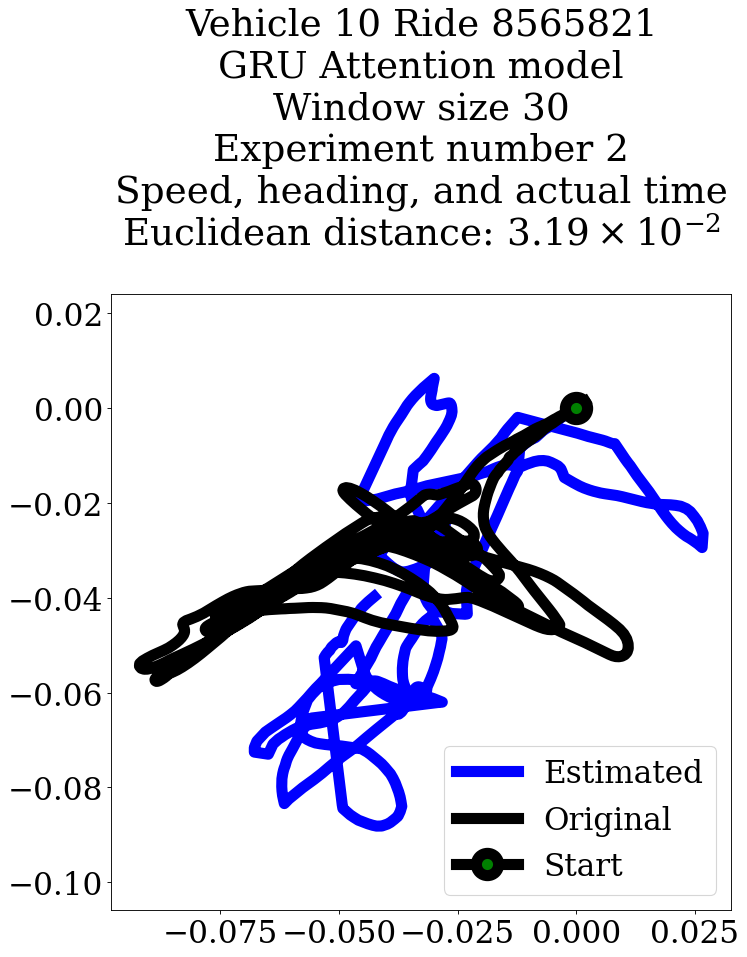 Vehicle 10 Ride 8565821
GRU Attention model
Window size 30
Experiment number 2
Speed, heading, and actual time
Euclidean distance: 3.19 × 10⁻²
0.02
0.00
−0.02
−0.04
−0.06
−0.08
−0.10
Estimated
Original
Start
−0.075 −0.050 −0.025 0.000 0.025